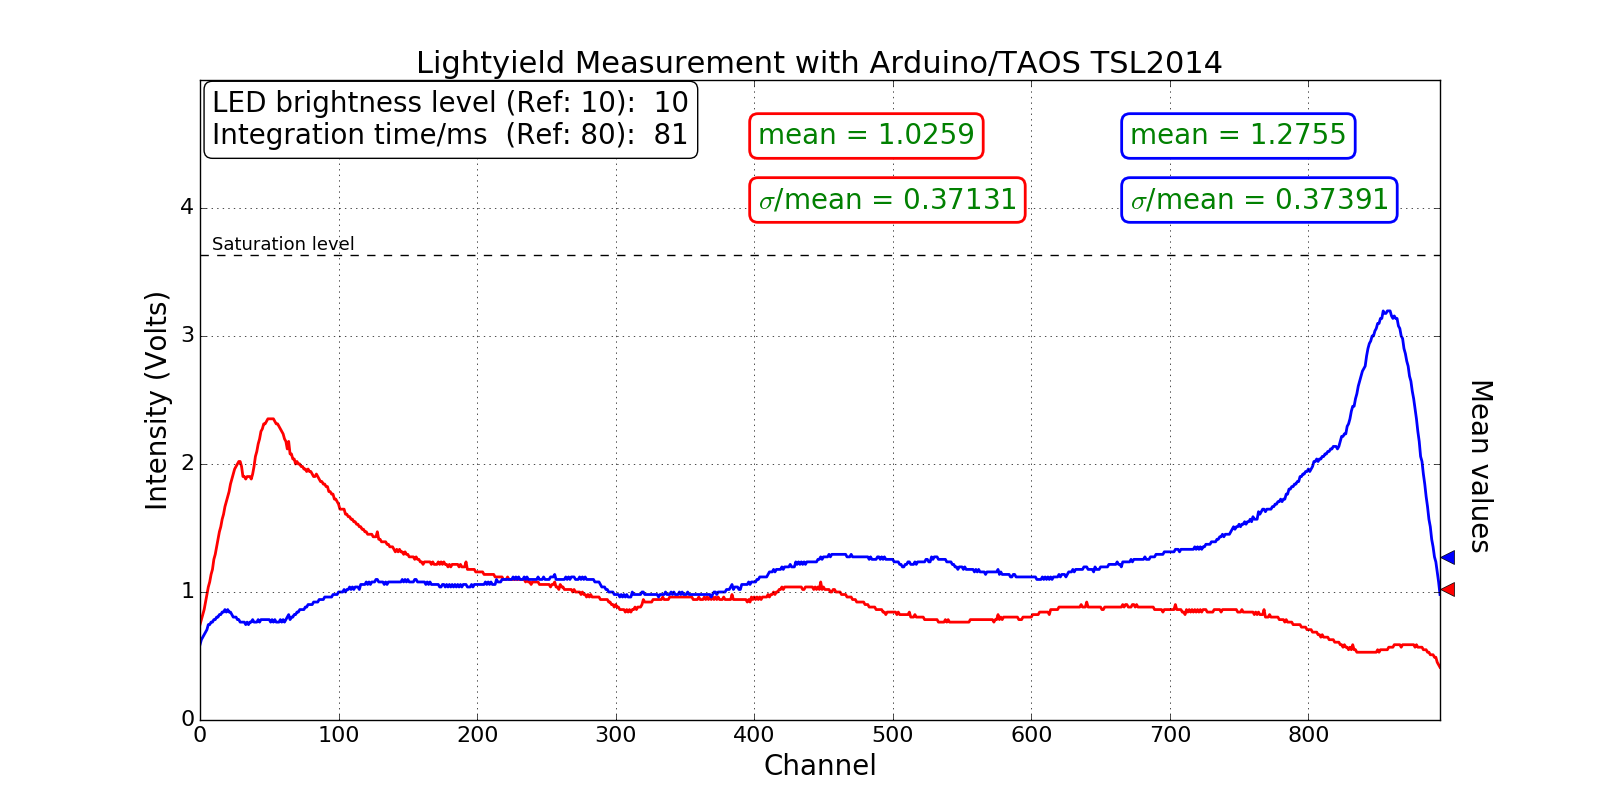 Lightyield Measurement with Arduino/TAOS TSL2014
LED brightness level (Ref: 10):  10
Integration time/ms  (Ref: 80):  81
mean = 1.0259
mean = 1.2755
σ/mean = 0.37131
σ/mean = 0.37391
Saturation level
Intensity (Volts)
4
3
2
1
0
Mean values
0 100 200 300 400 500 600 700 800
Channel